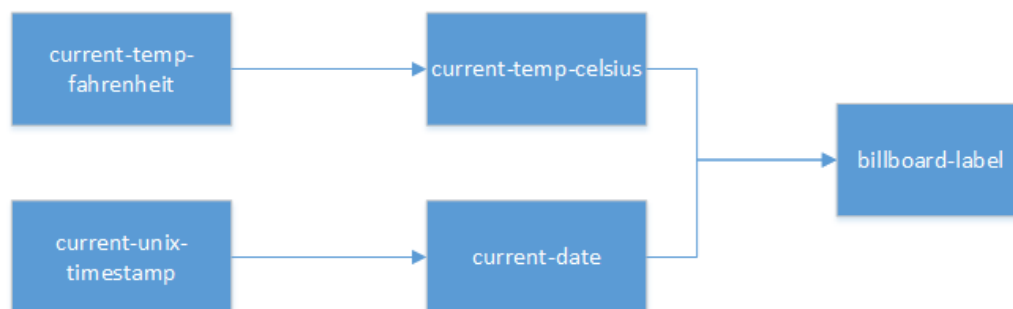 current-temp-
fahrenheit
current-temp-celsius
billboard-label
current-unix-
timestamp
current-date